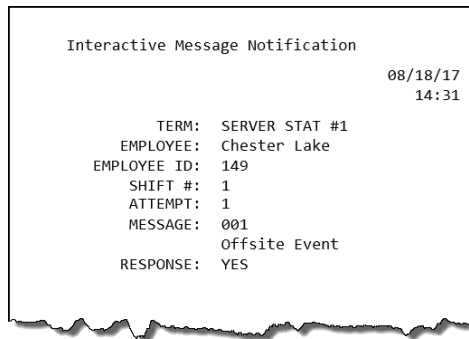 Interactive Message Notification
08/18/17
14:31
TERM: SERVER STAT #1
EMPLOYEE: Chester Lake
EMPLOYEE ID: 149
SHIFT #: 1
ATTEMPT: 1
MESSAGE: 001
Offsite Event
RESPONSE: YES